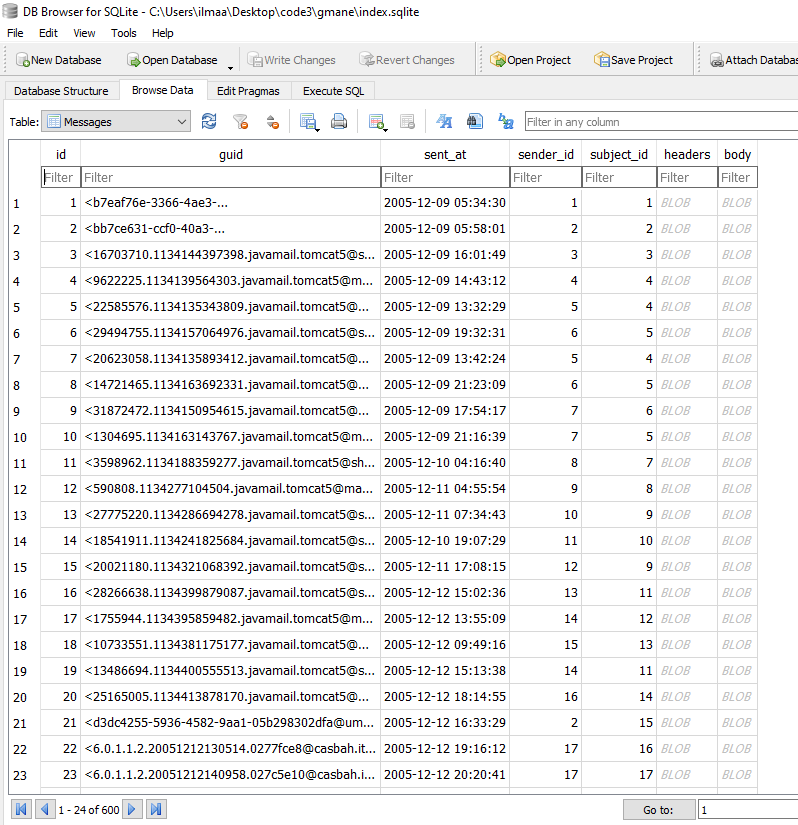 DB Browser for SQLite - C:\Users\ilmaa\Desktop\code3\gmane\index.sqlite
File Edit View Tools Help
New Database Open Database Write Changes Revert Changes Open Project Save Project Attach Databas
Database Structure Browse Data Edit Pragmas Execute SQL
Table: Messages Filter in any column
id guid sent_at sender_id subject_id headers body
Filter Filter Filter Filter Filter Filter Filter
1 1 <b7eaf76e-3366-4ae3-... 2005-12-09 05:34:30 1 1 BLOB BLOB
2 2 <bb7ce631-ccf0-40a3-... 2005-12-09 05:58:01 2 2 BLOB BLOB
3 3 <16703710.1134144397398.javamail.tomcat5@s... 2005-12-09 16:01:49 3 3 BLOB BLOB
4 4 <9622225.1134139564303.javamail.tomcat5@m... 2005-12-09 14:43:12 4 4 BLOB BLOB
5 5 <22585576.1134135343809.javamail.tomcat5@... 2005-12-09 13:32:29 5 4 BLOB BLOB
6 6 <29494755.1134157064976.javamail.tomcat5@... 2005-12-09 19:32:31 6 5 BLOB BLOB
7 7 <20623058.1134135893412.javamail.tomcat5@... 2005-12-09 13:42:24 5 4 BLOB BLOB
8 8 <14721465.1134163692331.javamail.tomcat5@... 2005-12-09 21:23:09 6 5 BLOB BLOB
9 9 <31872472.1134150954615.javamail.tomcat5@... 2005-12-09 17:54:17 7 6 BLOB BLOB
10 10 <1304695.1134163143767.javamail.tomcat5@m... 2005-12-09 21:16:39 7 5 BLOB BLOB
11 11 <3598962.1134188359277.javamail.tomcat5@sh... 2005-12-10 04:16:40 8 7 BLOB BLOB
12 12 <590808.1134277104504.javamail.tomcat5@ma... 2005-12-11 04:55:54 9 8 BLOB BLOB
13 13 <27775220.1134286694278.javamail.tomcat5@s... 2005-12-11 07:34:43 10 9 BLOB BLOB
14 14 <18541911.1134241825684.javamail.tomcat5@s... 2005-12-10 19:07:29 11 10 BLOB BLOB
15 15 <20021180.1134321068392.javamail.tomcat5@s... 2005-12-11 17:08:15 12 9 BLOB BLOB
16 16 <28266638.1134399879087.javamail.tomcat5@s... 2005-12-12 15:02:36 13 11 BLOB BLOB
17 17 <1755944.1134395859482.javamail.tomcat5@m... 2005-12-12 13:55:09 14 12 BLOB BLOB
18 18 <10733551.1134381175177.javamail.tomcat5@... 2005-12-12 09:49:16 15 13 BLOB BLOB
19 19 <13486694.1134400555513.javamail.tomcat5@s... 2005-12-12 15:13:38 14 11 BLOB BLOB
20 20 <25165005.1134413878170.javamail.tomcat5@... 2005-12-12 18:14:55 16 14 BLOB BLOB
21 21 <d3dc4255-5936-4582-9aa1-05b298302dfa@um... 2005-12-12 16:33:29 2 15 BLOB BLOB
22 22 <6.0.1.1.2.20051212130514.0277fce8@casbah.it... 2005-12-12 19:16:12 17 16 BLOB BLOB
23 23 <6.0.1.1.2.20051212140958.027c5e10@casbah.i... 2005-12-12 20:20:41 17 17 BLOB BLOB
1 - 24 of 600 Go to: 1